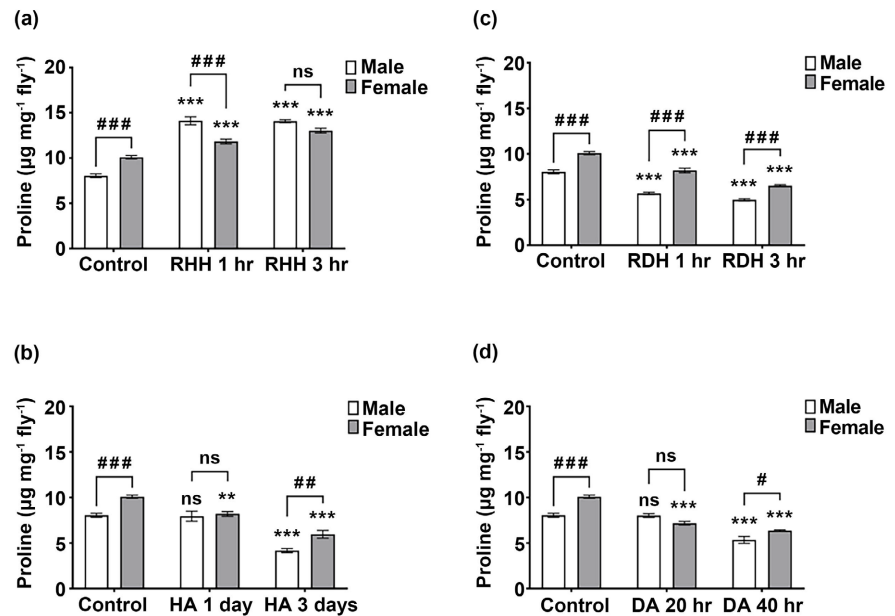 (a)
Proline (µg mg⁻¹ fly⁻¹)
20
15
10
5
0
###
###
ns
***
***
***
***
Male
Female
Control
RHH 1 hr
RHH 3 hr
(c)
Proline (µg mg⁻¹ fly⁻¹)
20
15
10
5
0
###
###
###
***
***
***
***
Male
Female
Control
RDH 1 hr
RDH 3 hr
(b)
Proline (µg mg⁻¹ fly⁻¹)
20
15
10
5
0
###
ns
##
ns
**
***
***
Male
Female
Control
HA 1 day
HA 3 days
(d)
Proline (µg mg⁻¹ fly⁻¹)
20
15
10
5
0
###
ns
#
ns
***
***
***
Male
Female
Control
DA 20 hr
DA 40 hr